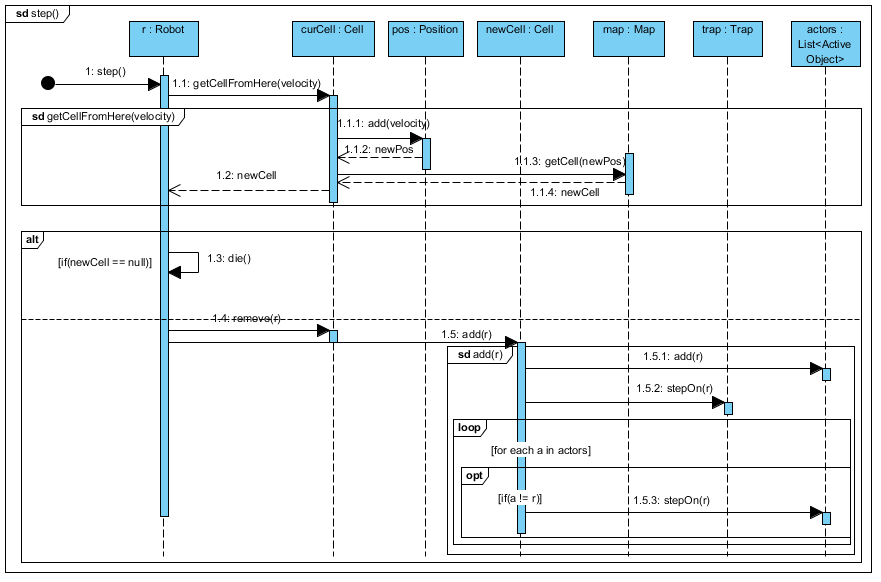 sd step()
r : Robot
curCell : Cell
pos : Position
newCell : Cell
map : Map
trap : Trap
actors :
List<Active
Object>
1: step()
1.1: getCellFromHere(velocity)
sd getCellFromHere(velocity)
1.1.1: add(velocity)
1.1.2: newPos
1.1.3: getCell(newPos)
1.2: newCell
1.1.4: newCell
alt
[if(newCell == null)]
1.3: die()
1.4: remove(r)
1.5: add(r)
sd add(r)
1.5.1: add(r)
1.5.2: stepOn(r)
loop
[for each a in actors]
opt
[if(a != r)]
1.5.3: stepOn(r)